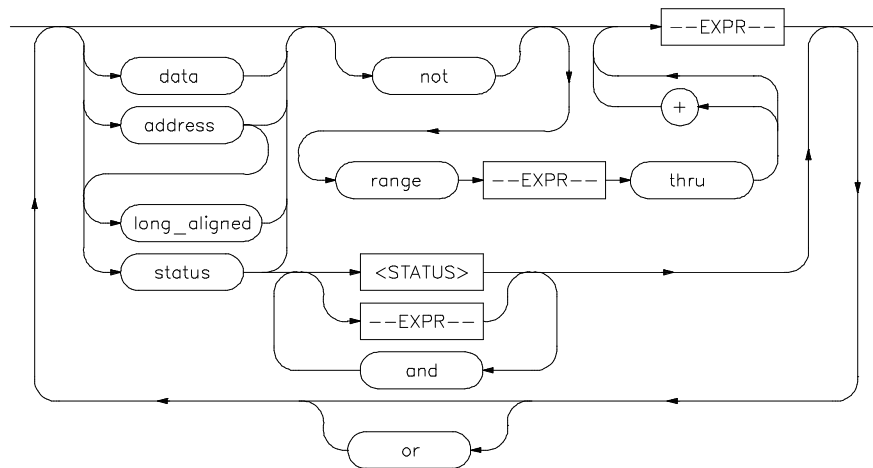 --EXPR--
data
not
address
+
range
--EXPR--
thru
long_aligned
status
<STATUS>
--EXPR--
and
or